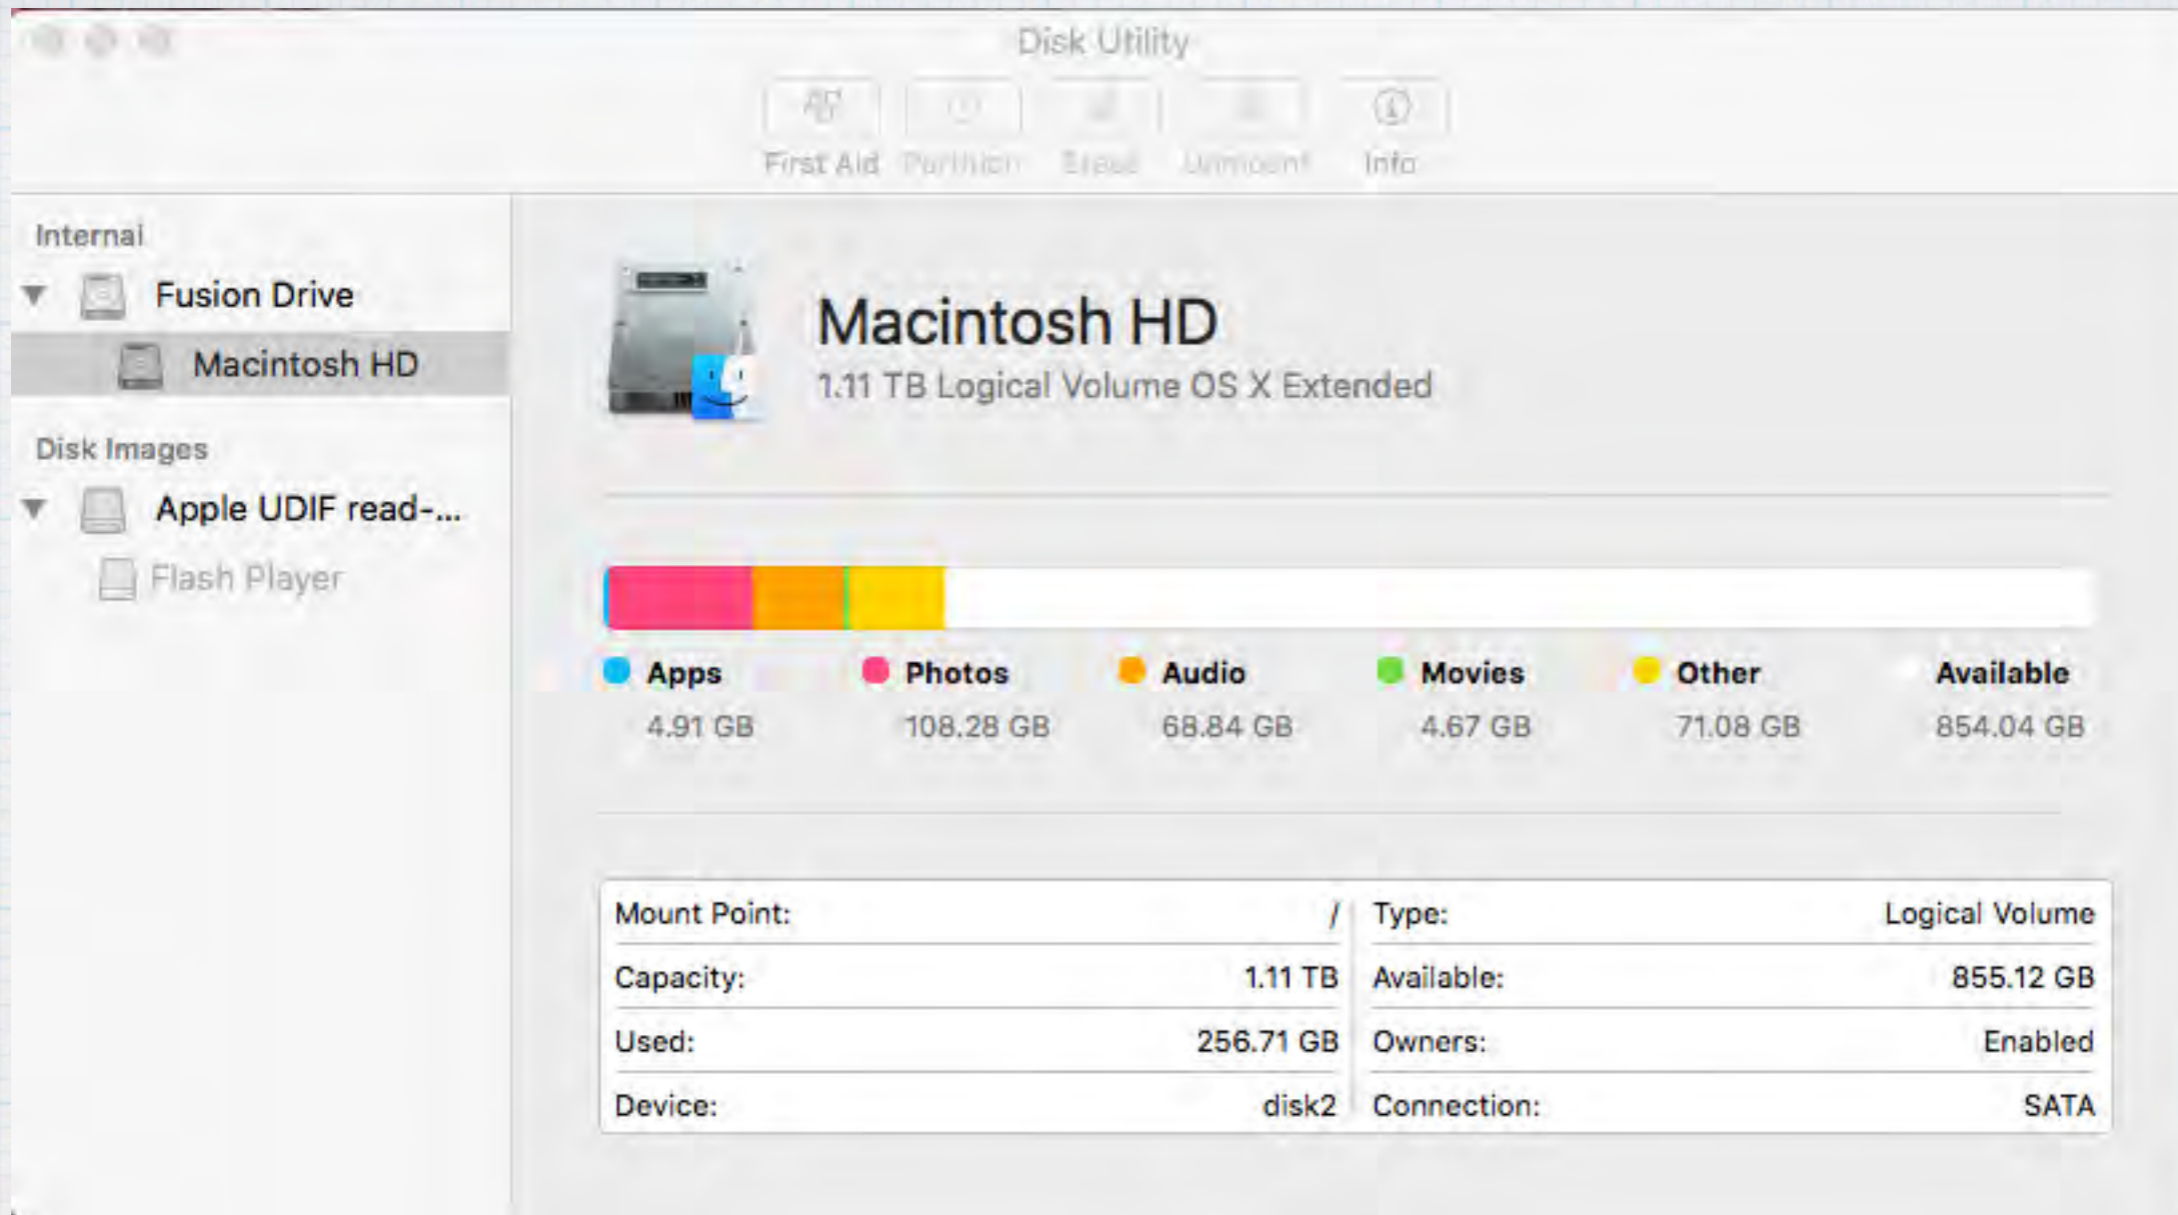 Disk Utility
First Aid Partition Erase Unmount Info
Internal
Fusion Drive
Macintosh HD
Disk Images
Apple UDIF read-...
Flash Player
Macintosh HD
1.11 TB Logical Volume OS X Extended
Apps Photos Audio Movies Other Available
4.91 GB 108.28 GB 68.84 GB 4.67 GB 71.08 GB 854.04 GB
Mount Point: / Type: Logical Volume
Capacity: 1.11 TB Available: 855.12 GB
Used: 256.71 GB Owners: Enabled
Device: disk2 Connection: SATA